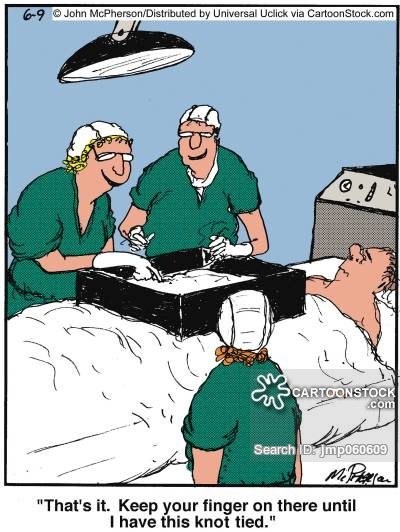 6-9 © John McPherson/Distributed by Universal Uclick via CartoonStock.com
CARTOONSTOCK
.com
Search ID: jmp060609
McPherson
"That's it. Keep your finger on there until
I have this knot tied."